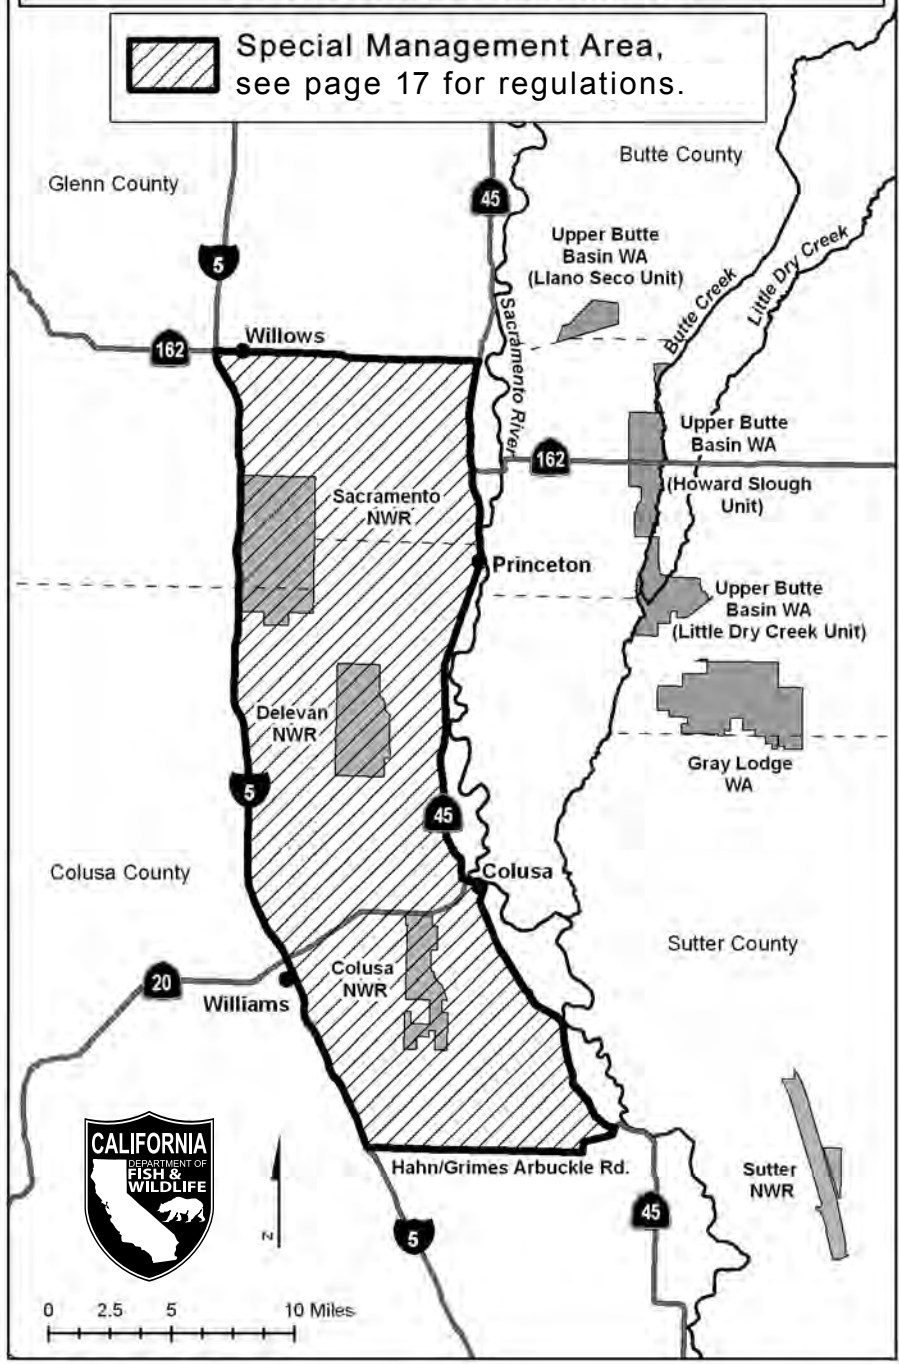 Special Management Area,
see page 17 for regulations.
Butte County
Glenn County
45
Upper Butte
Basin WA
(Llano Seco Unit)
5
Little Dry Creek
Butte Creek
Sacramento River
Willows
162
Upper Butte
Basin WA
162
(Howard Slough
Unit)
Sacramento
NWR
Princeton
Upper Butte
Basin WA
(Little Dry Creek Unit)
Delevan
NWR
Gray Lodge
WA
5
45
Colusa County
Colusa
Sutter County
Colusa
NWR
20
Williams
CALIFORNIA
DEPARTMENT OF
FISH &
WILDLIFE
Hahn/Grimes Arbuckle Rd.
Sutter
NWR
N
45
5
0 2.5 5 10 Miles